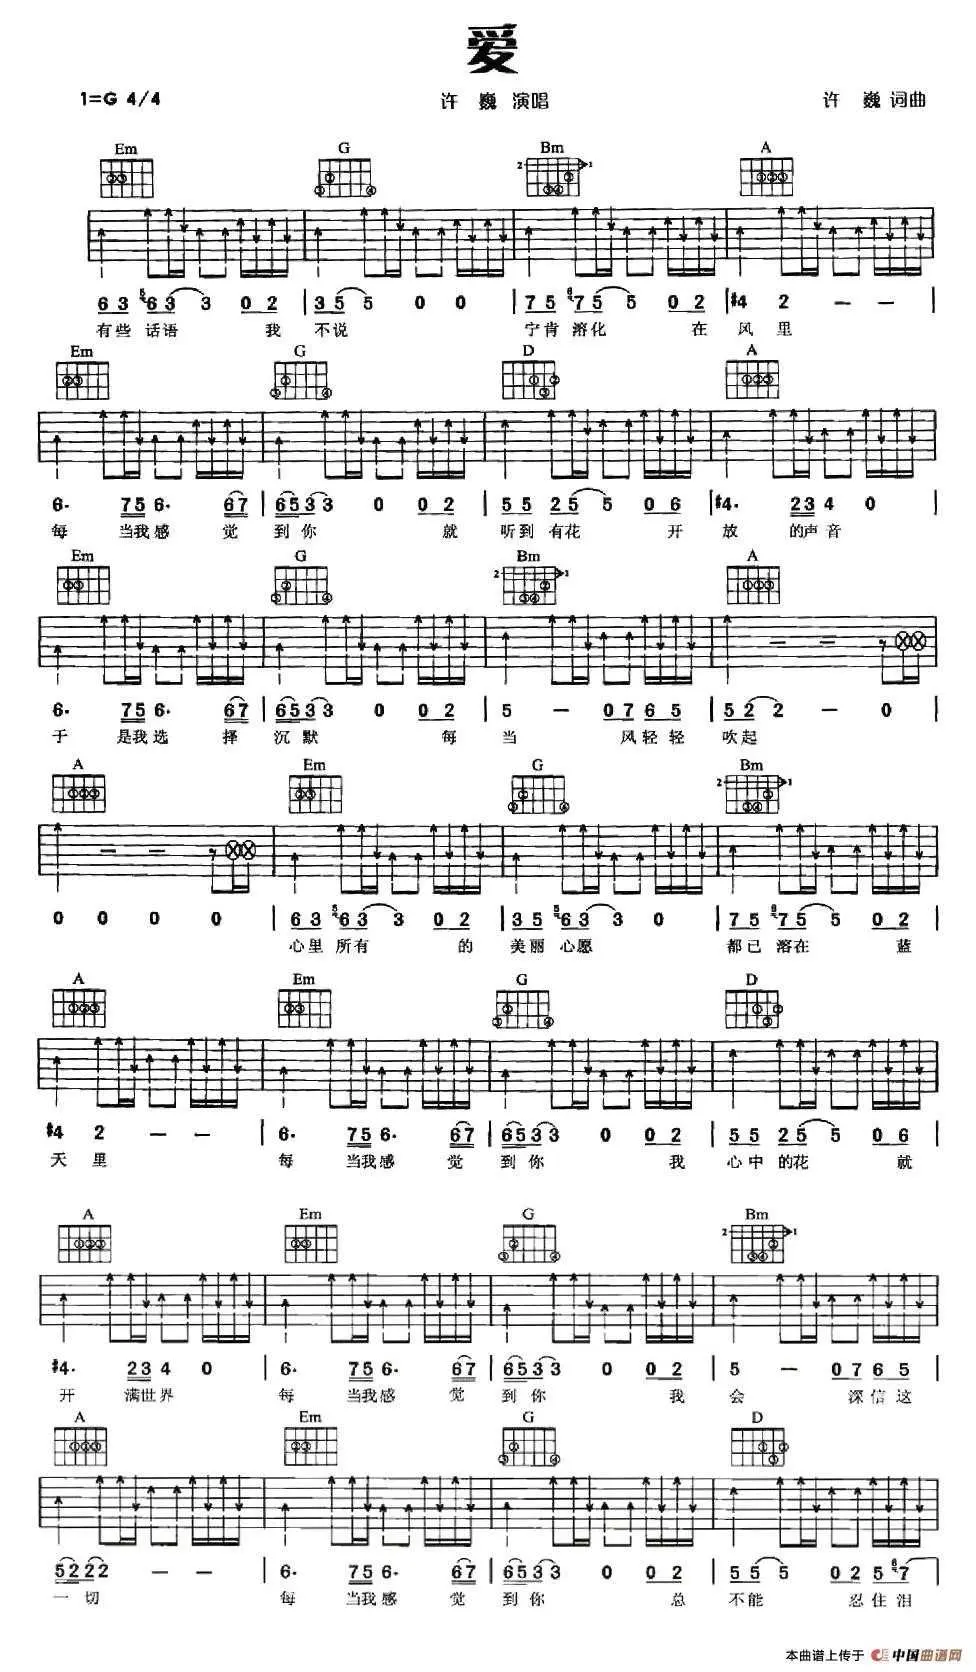 爱
1=G 4/4 许 巍 演唱 许 巍 词曲
Em G Bm A
6 3 6 3 3 0 2 | 3 5 5 0 0 | 7 5 7 5 5 0 2 | #4 2 — — |
有些 话语 我 不说 宁肯 溶化 在 风 里
Em G D A
6· 7 5 6· 6 7 | 6 5 3 3 0 0 2 | 5 5 2 5 5 0 6 | #4· 2 3 4 0 |
每 当我感 觉 到你 就 听到 有花 开 放 的声音
Em G Bm A
6· 7 5 6· 6 7 | 6 5 3 3 0 0 2 | 5 — 0 7 6 5 | 5 2 2 — 0 |
于 是我选 择 沉默 每 当 风轻轻 吹起
A Em G Bm
0 0 0 0 | 6 3 6 3 3 0 2 | 3 5 6 3 3 0 | 7 5 7 5 5 0 2 |
心里 所有 的 美丽 心愿 都已 溶在 蓝
A Em G D
#4 2 — — | 6· 7 5 6· 6 7 | 6 5 3 3 0 0 2 | 5 5 2 5 5 0 6 |
天 里 每 当我感 觉 到你 我 心中 的花 就
A Em G Bm
#4· 2 3 4 0 | 6· 7 5 6· 6 7 | 6 5 3 3 0 0 2 | 5 — 0 7 6 5 |
开 满世界 每 当我感 觉 到你 我 会 深信这
A Em G D
5 2 2 2 — — | 6· 7 5 6· 6 7 | 6 5 3 3 0 0 2 | 5 5 5 0 2 5 7 |
一切 每 当我感 觉 到你 总 不能 忍住泪
本曲谱上传于 中国曲谱网